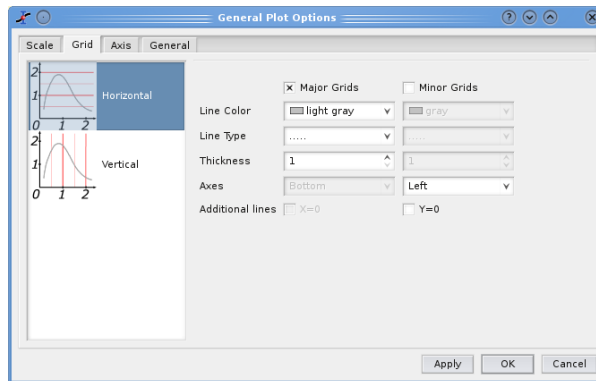 General Plot Options
Scale Grid Axis General
2
1
0 1 2
Horizontal
2
1
0 1 2
Vertical
Major Grids Minor Grids
Line Color light gray gray
Line Type ..... .....
Thickness 1 1
Axes Bottom Left
Additional lines X=0 Y=0
Apply OK Cancel